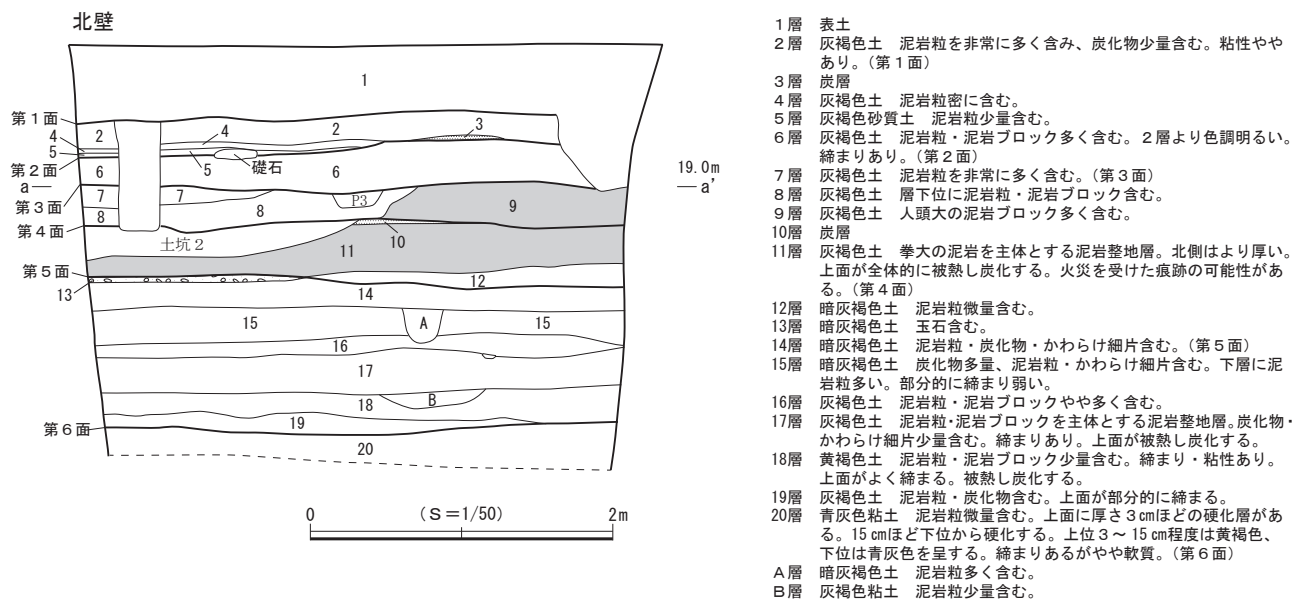 北壁
1
第1面
2
4
2
3
4
5
5
礎石
第2面
6
6
19.0m
a
a'
7
7
P3
第3面
8
8
9
第4面
土坑2
10
11
第5面
12
13
14
15
A
15
16
17
B
18
第6面
19
20
0
(S=1/50)
2m
1層 表土
2層 灰褐色土 泥岩粒を非常に多く含み、炭化物少量含む。粘性やや
あり。(第1面)
3層 炭層
4層 灰褐色土 泥岩粒密に含む。
5層 灰褐色砂質土 泥岩粒少量含む。
6層 灰褐色土 泥岩粒・泥岩ブロック多く含む。2層より色調明るい。
締まりあり。(第2面)
7層 灰褐色土 泥岩粒を非常に多く含む。(第3面)
8層 灰褐色土 層下位に泥岩粒・泥岩ブロック含む。
9層 灰褐色土 人頭大の泥岩ブロック多く含む。
10層 炭層
11層 灰褐色土 拳大の泥岩を主体とする泥岩整地層。北側はより厚い。
上面が全体的に被熱し炭化する。火災を受けた痕跡の可能性があ
る。(第4面)
12層 暗灰褐色土 泥岩粒微量含む。
13層 暗灰褐色土 玉石含む。
14層 暗灰褐色土 泥岩粒・炭化物・かわらけ細片含む。(第5面)
15層 暗灰褐色土 炭化物多量、泥岩粒・かわらけ細片含む。下層に泥
岩粒多い。部分的に締まり弱い。
16層 灰褐色土 泥岩粒・泥岩ブロックやや多く含む。
17層 灰褐色土 泥岩粒・泥岩ブロックを主体とする泥岩整地層。炭化物・
かわらけ細片少量含む。締まりあり。上面が被熱し炭化する。
18層 黄褐色土 泥岩粒・泥岩ブロック少量含む。締まり・粘性あり。
上面がよく締まる。被熱し炭化する。
19層 灰褐色土 泥岩粒・炭化物含む。上面が部分的に締まる。
20層 青灰色粘土 泥岩粒微量含む。上面に厚さ3㎝ほどの硬化層があ
る。15㎝ほど下位から硬化する。上位3~15㎝程度は黄褐色、
下位は青灰色を呈する。締まりあるがやや軟質。(第6面)
A層 暗灰褐色土 泥岩粒多く含む。
B層 灰褐色粘土 泥岩粒少量含む。